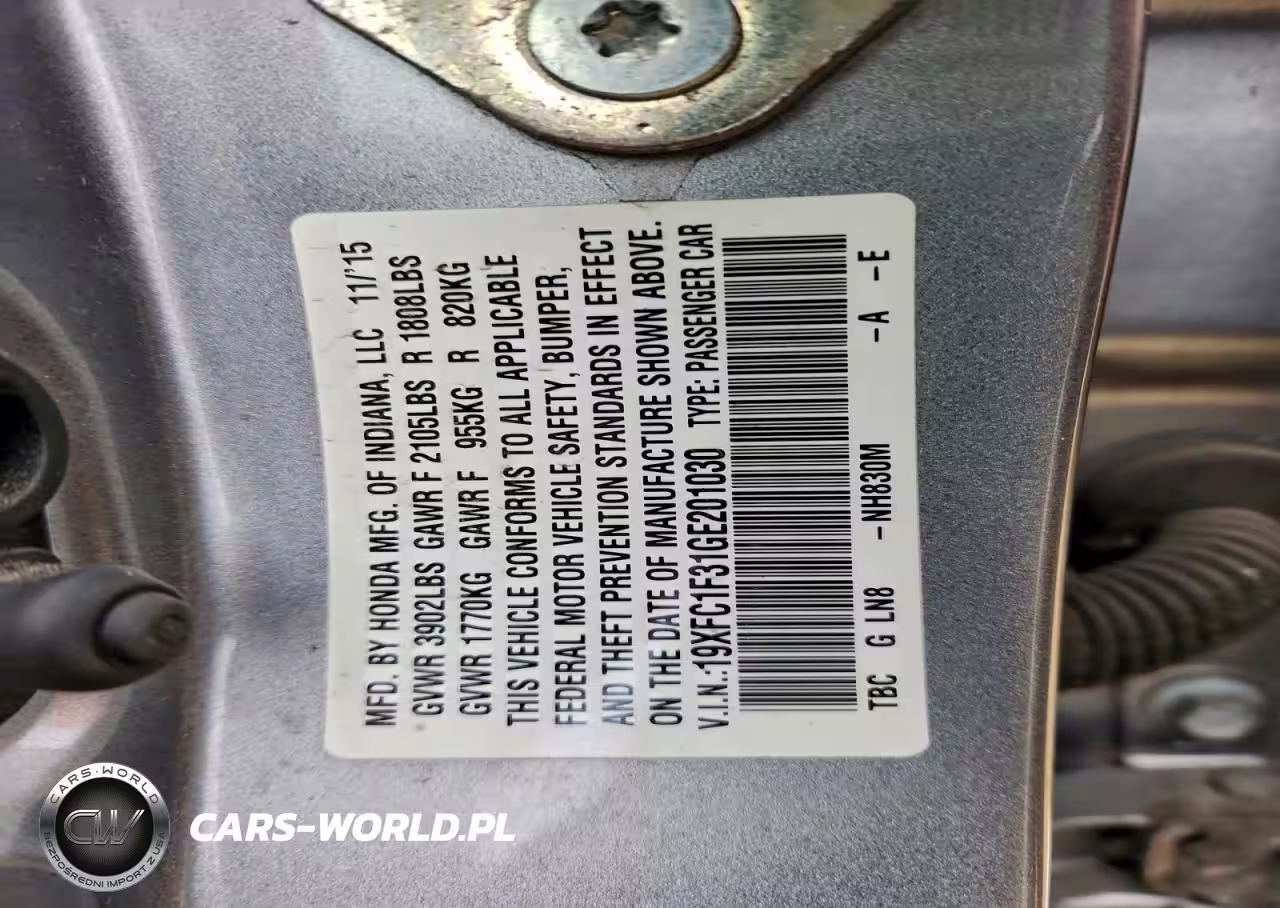 MFD. BY HONDA MFG. OF INDIANA, LLC 11/'15
GVWR 3902LBS GAWR F 2105LBS R 1808LBS
GVWR 1770KG GAWR F 955KG R 820KG
THIS VEHICLE CONFORMS TO ALL APPLICABLE
FEDERAL MOTOR VEHICLE SAFETY, BUMPER,
AND THEFT PREVENTION STANDARDS IN EFFECT
ON THE DATE OF MANUFACTURE SHOWN ABOVE.
V.I.N.:19XFC1F31GE201030 TYPE: PASSENGER CAR
TBC G LN8 -NH830M -A -E
CARS-WORLD
CW
BEZPOŚREDNI IMPORT Z USA
CARS-WORLD.PL